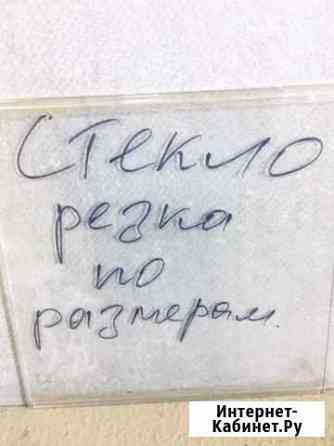 Стекло
резка
по
размерам.
Интернет-
Кабинет.Ру